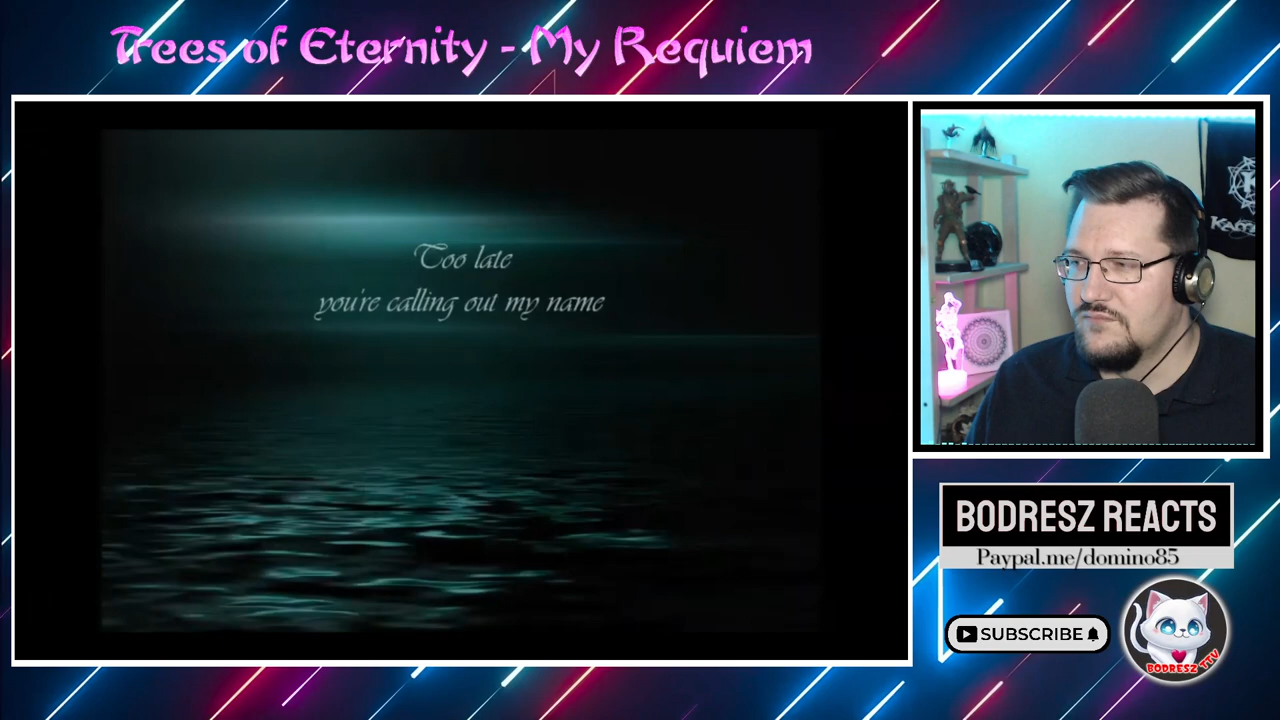 Trees of Eternity - My Requiem
Too late
you're calling out my name
BODRESZ REACTS
Paypal.me/domino85
SUBSCRIBE
BODRESZ TTV